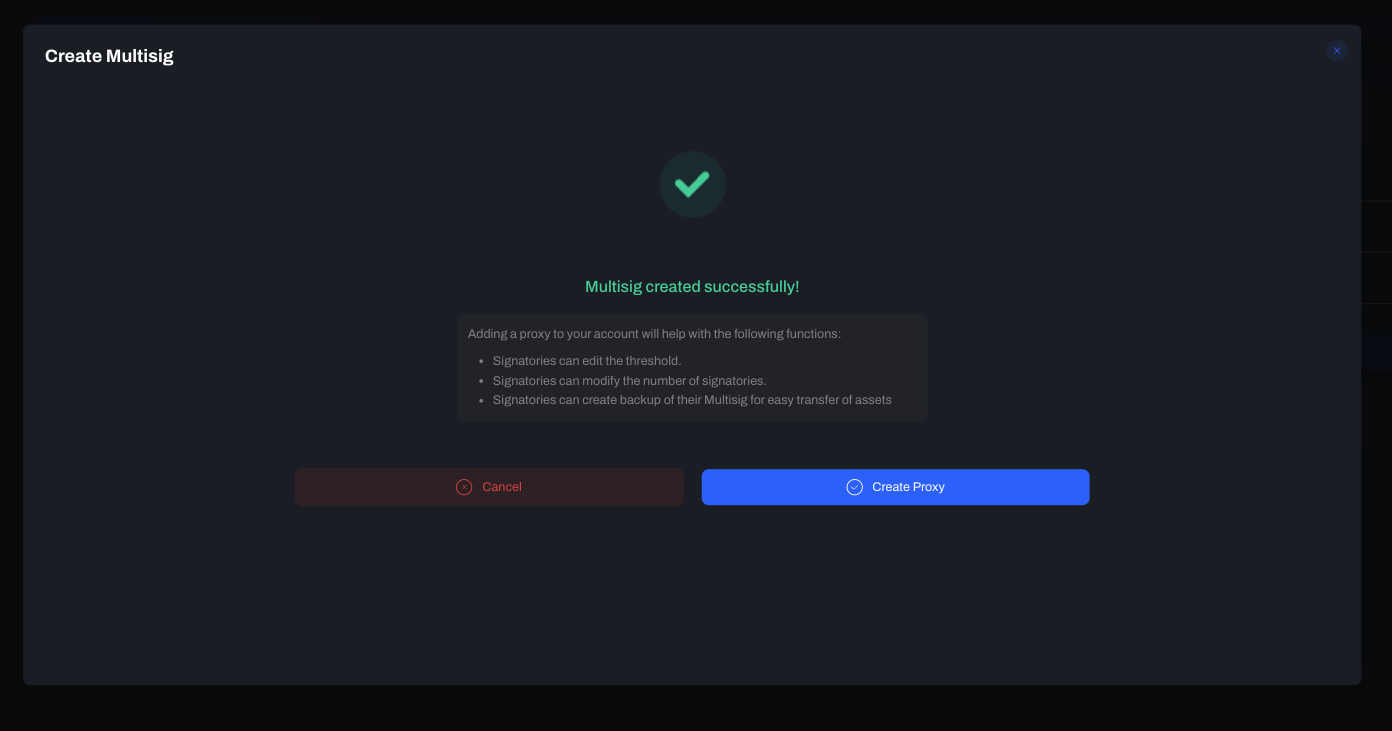 Create Multisig
Multisig created successfully!
Adding a proxy to your account will help with the following functions:
Signatories can edit the threshold.
Signatories can modify the number of signatories.
Signatories can create backup of their Multisig for easy transfer of assets
Cancel
Create Proxy